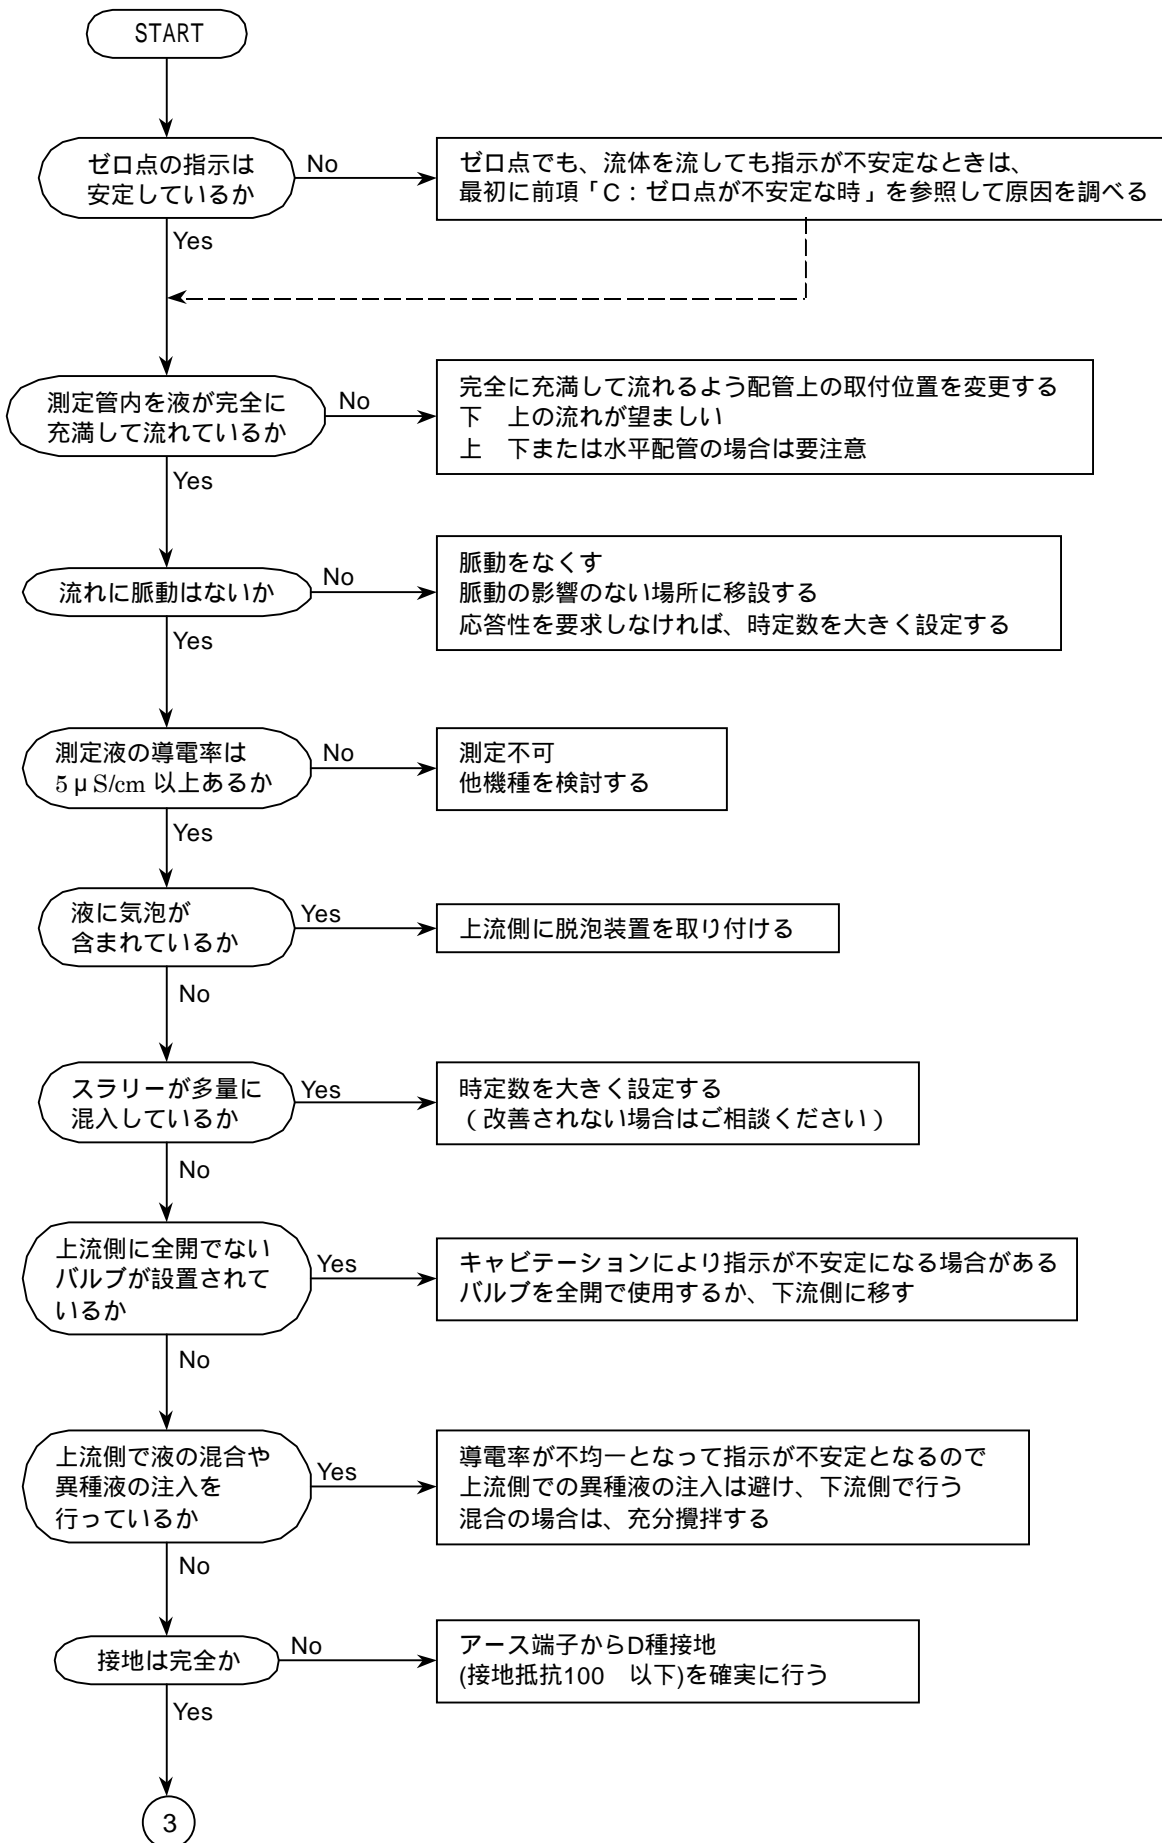 START
ゼロ点の指示は
安定しているか
No
ゼロ点でも、流体を流しても指示が不安定なときは、
最初に前項「C：ゼロ点が不安定な時」を参照して原因を調べる
Yes
測定管内を液が完全に
充満して流れているか
No
完全に充満して流れるよう配管上の取付位置を変更する
下　上の流れが望ましい
上　下または水平配管の場合は要注意
Yes
流れに脈動はないか
No
脈動をなくす
脈動の影響のない場所に移設する
応答性を要求しなければ、時定数を大きく設定する
Yes
測定液の導電率は
5μS/cm 以上あるか
No
測定不可
他機種を検討する
Yes
液に気泡が
含まれているか
Yes
上流側に脱泡装置を取り付ける
No
スラリーが多量に
混入しているか
Yes
時定数を大きく設定する
（改善されない場合はご相談ください）
No
上流側に全開でない
バルブが設置されて
いるか
Yes
キャビテーションにより指示が不安定になる場合がある
バルブを全開で使用するか、下流側に移す
No
上流側で液の混合や
異種液の注入を
行っているか
Yes
導電率が不均一となって指示が不安定となるので
上流側での異種液の注入は避け、下流側で行う
混合の場合は、充分攪拌する
No
接地は完全か
No
アース端子からD種接地
(接地抵抗100　以下)を確実に行う
Yes
3